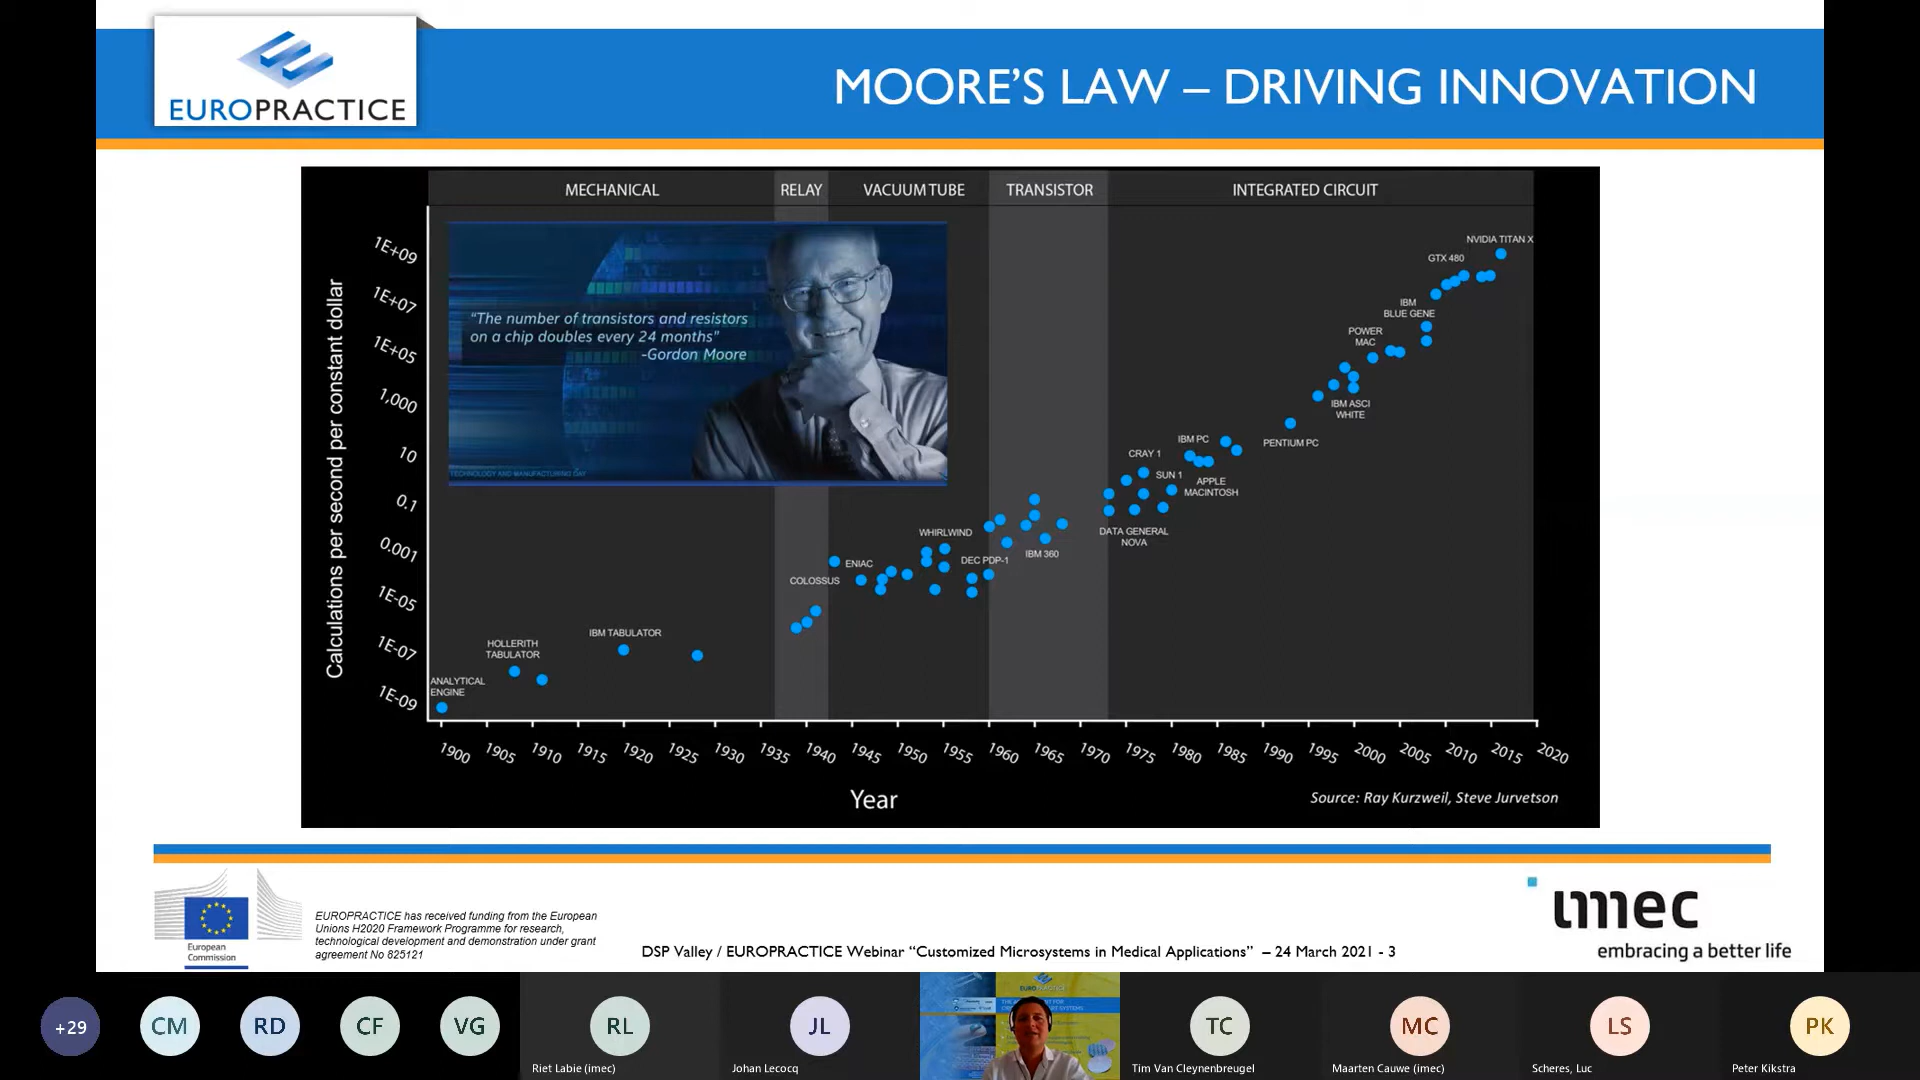 EUROPRACTICE
MOORE'S LAW – DRIVING INNOVATION
MECHANICAL
RELAY
VACUUM TUBE
TRANSISTOR
INTEGRATED CIRCUIT
Calculations per second per constant dollar
1E+09
1E+07
1E+05
1,000
10
0.1
0.001
1E-05
1E-07
1E-09
"The number of transistors and resistors
on a chip doubles every 24 months"
-Gordon Moore
TECHNOLOGY AND MANUFACTURING DAY
ANALYTICAL
ENGINE
HOLLERITH
TABULATOR
IBM TABULATOR
COLOSSUS
ENIAC
WHIRLWIND
DEC PDP-1
IBM 360
DATA GENERAL
NOVA
CRAY 1
SUN 1
IBM PC
APPLE
MACINTOSH
PENTIUM PC
IBM ASCI
WHITE
POWER
MAC
IBM
BLUE GENE
GTX 480
NVIDIA TITAN X
1900 1905 1910 1915 1920 1925 1930 1935 1940 1945 1950 1955 1960 1965 1970 1975 1980 1985 1990 1995 2000 2005 2010 2015 2020
Year
Source: Ray Kurzweil, Steve Jurvetson
European
Commission
EUROPRACTICE has received funding from the European
Unions H2020 Framework Programme for research,
technological development and demonstration under grant
agreement No 825121
DSP Valley / EUROPRACTICE Webinar "Customized Microsystems in Medical Applications" – 24 March 2021 - 3
imec
embracing a better life
+29
CM
RD
CF
VG
RL
Riet Labie (imec)
JL
Johan Lecocq
EUROPRACTICE
TC
Tim Van Cleynenbreugel
MC
Maarten Cauwe (imec)
LS
Scheres, Luc
PK
Peter Kikstra